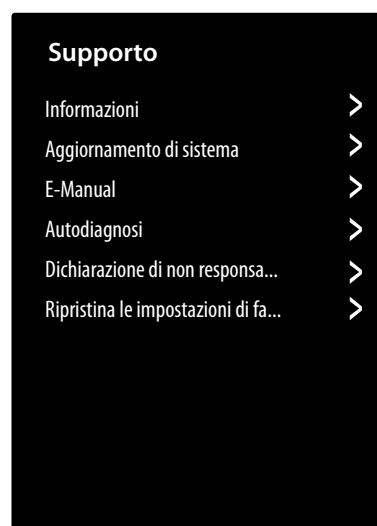 Supporto
Informazioni
Aggiornamento di sistema
E-Manual
Autodiagnosi
Dichiarazione di non responsa...
Ripristina le impostazioni di fa...